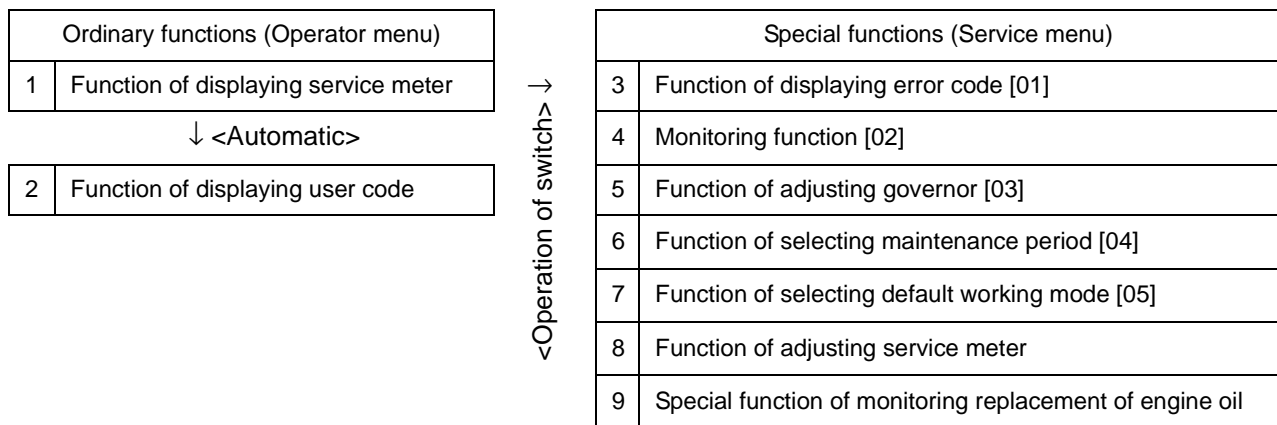 Ordinary functions (Operator menu)
1 Function of displaying service meter
↓ <Automatic>
2 Function of displaying user code
<Operation of switch> →
Special functions (Service menu)
3 Function of displaying error code [01]
4 Monitoring function [02]
5 Function of adjusting governor [03]
6 Function of selecting maintenance period [04]
7 Function of selecting default working mode [05]
8 Function of adjusting service meter
9 Special function of monitoring replacement of engine oil